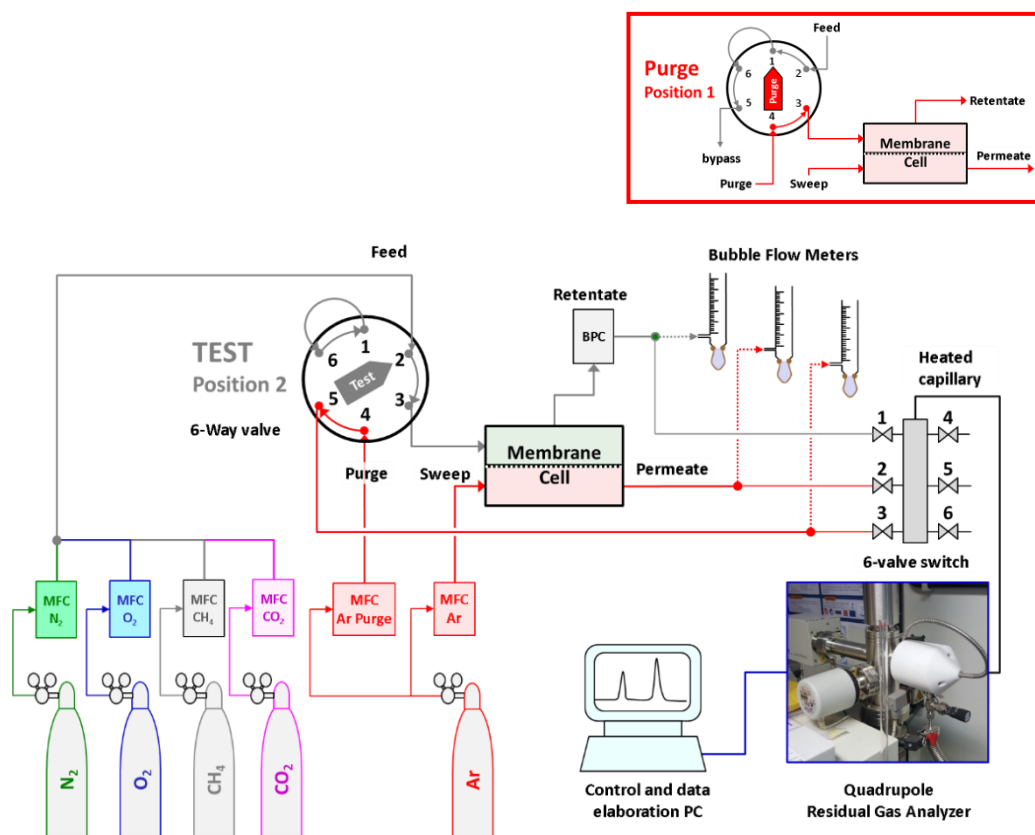 Feed
Purge
Position 1
1
2
3
4
5
6
Purge
Retentate
Membrane
Cell
Permeate
bypass
Purge
Sweep
Feed
Bubble Flow Meters
Retentate
BPC
TEST
Position 2
6-Way valve
1
2
3
4
5
6
Test
Heated
capillary
Membrane
Cell
Purge
Sweep
Permeate
1
2
3
4
5
6
6-valve switch
MFC
N₂
MFC
O₂
MFC
CH₄
MFC
CO₂
MFC
Ar Purge
MFC
Ar
N₂
O₂
CH₄
CO₂
Ar
Control and data
elaboration PC
Quadrupole
Residual Gas Analyzer